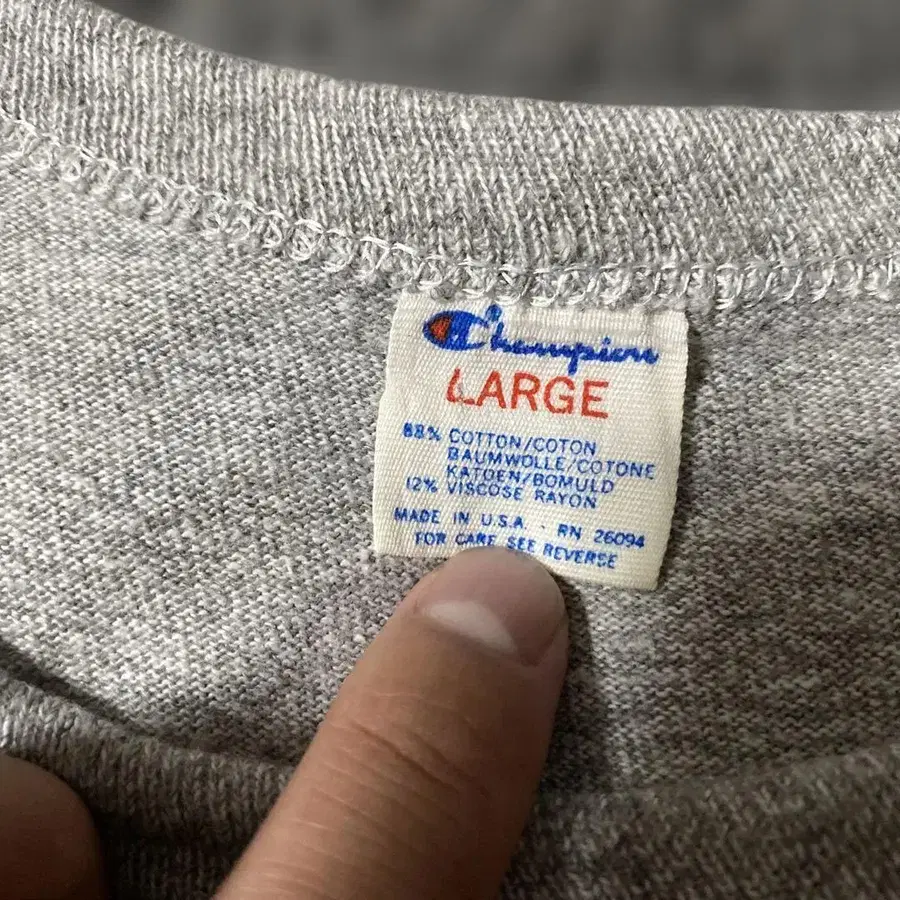 Champion
LARGE
88% COTTON/COTON
BAUMWOLLE/COTONE
KATOEN/BOMULD
12% VISCOSE RAYON
MADE IN U.S.A. RN 26094
FOR CARE SEE REVERSE